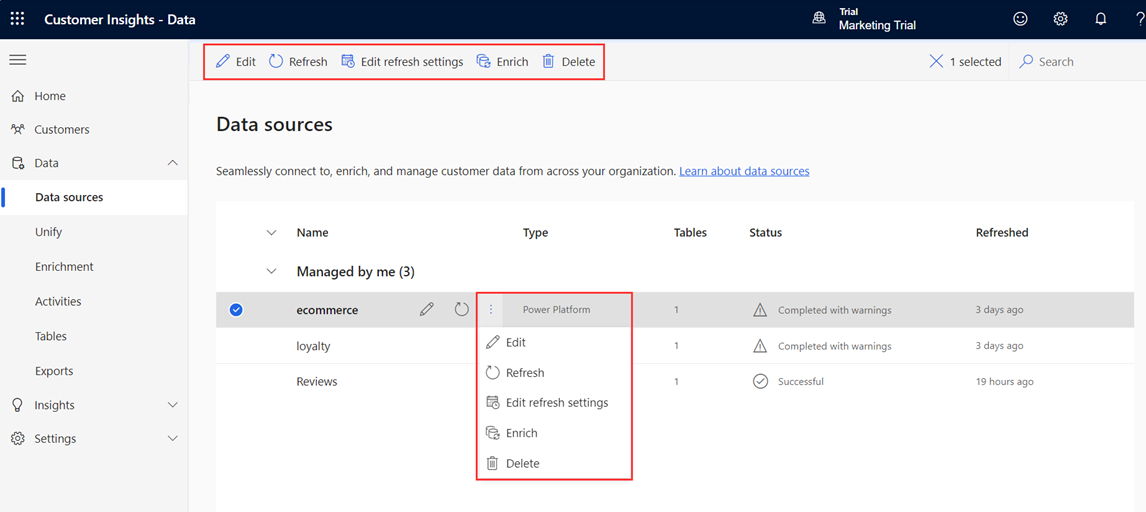 Customer Insights - Data
Trial
Marketing Trial
?
Edit Refresh Edit refresh settings Enrich Delete 1 selected Search
Home
Customers
Data
Data sources
Unify
Enrichment
Activities
Tables
Exports
Insights
Settings
Data sources
Seamlessly connect to, enrich, and manage customer data from across your organization. Learn about data sources
Name Type Tables Status Refreshed
Managed by me (3)
ecommerce Power Platform 1 Completed with warnings 3 days ago
loyalty 1 Completed with warnings 3 days ago
Reviews 1 Successful 19 hours ago
Edit
Refresh
Edit refresh settings
Enrich
Delete